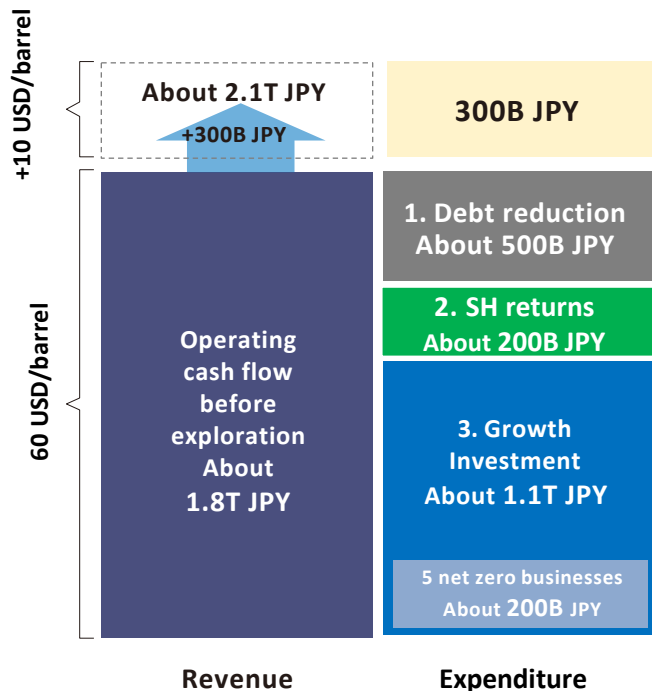 +10 USD/barrel
About 2.1T JPY
+300B JPY
300B JPY
60 USD/barrel
Operating
cash flow
before
exploration
About
1.8T JPY
1. Debt reduction
About 500B JPY
2. SH returns
About 200B JPY
3. Growth
Investment
About 1.1T JPY
5 net zero businesses
About 200B JPY
Revenue
Expenditure